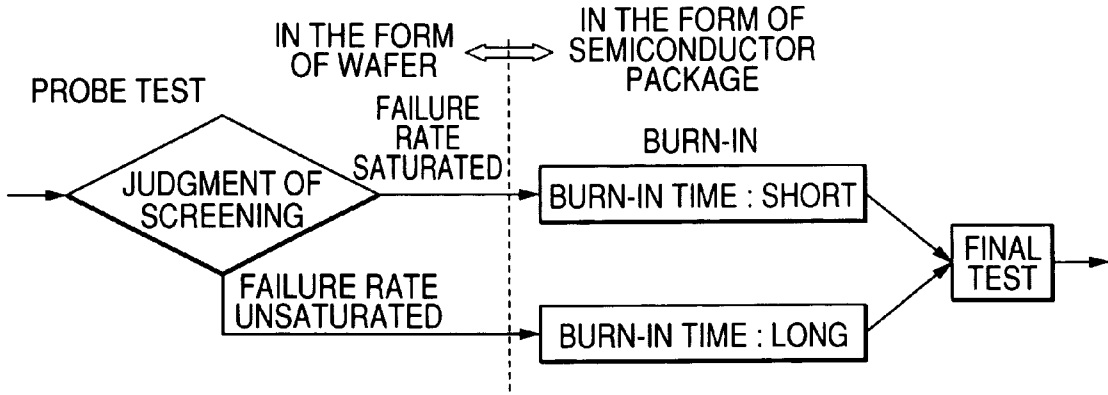 IN THE FORM
OF WAFER
IN THE FORM OF
SEMICONDUCTOR
PACKAGE
PROBE TEST
FAILURE
RATE
SATURATED
BURN-IN
JUDGMENT OF
SCREENING
BURN-IN TIME : SHORT
FINAL
TEST
FAILURE RATE
UNSATURATED
BURN-IN TIME : LONG